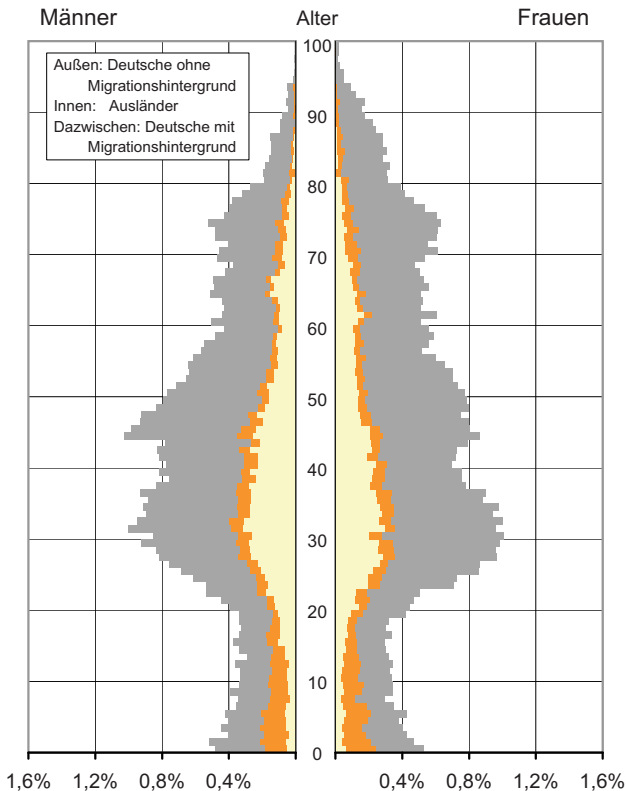 Männer Alter Frauen
100
Außen: Deutsche ohne
Migrationshintergrund
Innen: Ausländer
Dazwischen: Deutsche mit
Migrationshintergrund
90
80
70
60
50
40
30
20
10
0
1,6% 1,2% 0,8% 0,4% 0,4% 0,8% 1,2% 1,6%